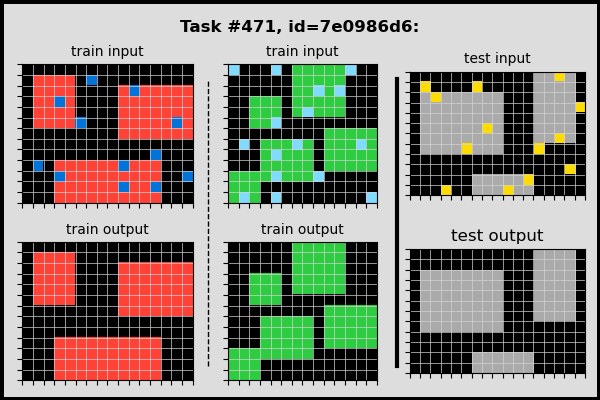 Task #471, id=7e0986d6:
train input
train input
test input
train output
train output
test output